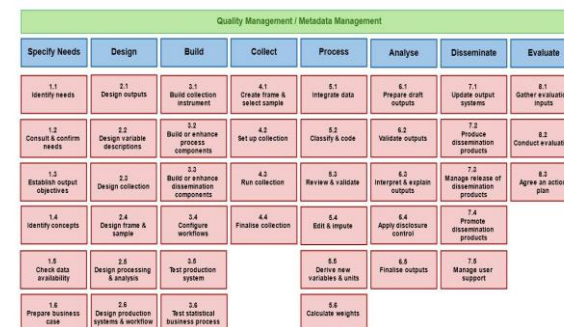 Quality Management / Metadata Management
Specify Needs
Design
Build
Collect
Process
Analyse
Disseminate
Evaluate
1.1
Identify needs
2.1
Design outputs
3.1
Build collection
instrument
4.1
Create frame &
select sample
5.1
Integrate data
6.1
Prepare draft
outputs
7.1
Update output
systems
8.1
Gather evaluatio
inputs
1.2
Consult & confirm
needs
2.2
Design variable
descriptions
3.2
Build or enhance
process
components
4.2
Set up collection
5.2
Classify & code
6.2
Validate outputs
7.2
Produce
dissemination
products
8.2
Conduct evaluati
1.3
Establish output
objectives
2.3
Design collection
3.3
Build or enhance
dissemination
components
4.3
Run collection
5.3
Review & validate
6.3
Interpret & explain
outputs
7.3
Manage release of
dissemination
products
8.3
Agree an action
plan
1.4
Identify concepts
2.4
Design frame &
sample
3.4
Configure
workflows
4.4
Finalise collection
5.4
Edit & impute
6.4
Apply disclosure
control
7.4
Promote
dissemination
products
1.5
Check data
availability
2.5
Design processing
& analysis
3.5
Test production
system
5.5
Derive new
variables & units
6.5
Finalise outputs
7.5
Manage user
support
1.6
Prepare business
case
2.6
Design production
systems & workflow
3.6
Test statistical
business process
5.6
Calculate weights